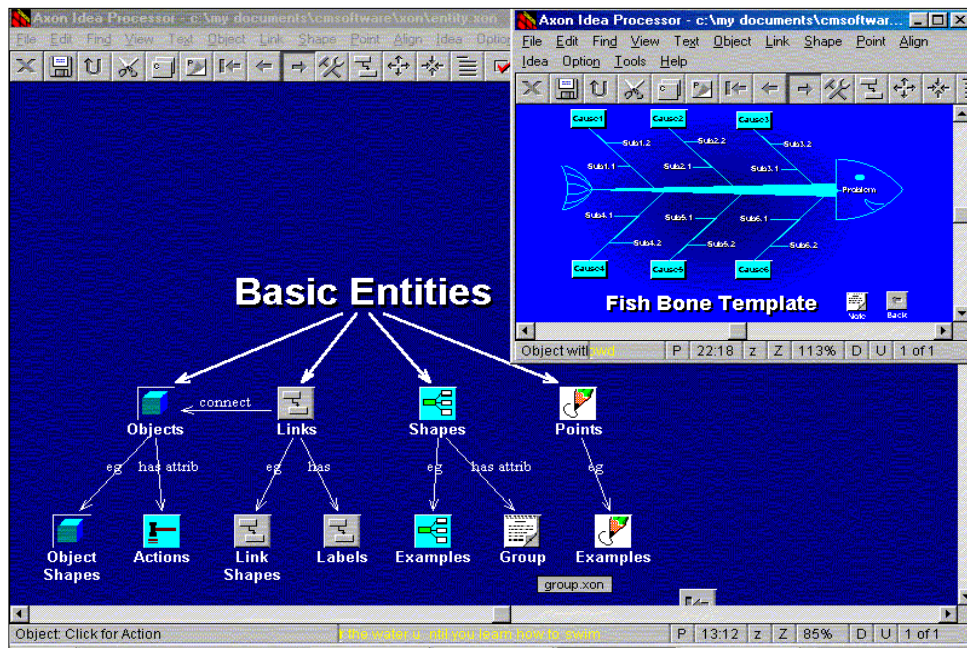 Axon Idea Processor - c:\my documents\cmsoftware\xon\entity.xon
File Edit Find View Text Object Link Shape Point Align Idea Option
Basic Entities
connect
Objects Links Shapes Points
eg has attrib eg has eg has attrib eg
Object Shapes
Actions
Link Shapes
Labels
Examples
Group
Examples
group.xon
Object: Click for Action
the water until you learn how to swim
P 13:12 z Z 85% D U 1 of 1
Axon Idea Processor - c:\my documents\cmsoftwar...
File Edit Find View Text Object Link Shape Point Align
Idea Option Tools Help
Cause1 Cause2 Cause3
Sub1.2 Sub2.2 Sub3.2
Sub1.1 Sub2.1 Sub3.1
Problem
Sub4.1 Sub5.1 Sub6.1
Sub4.2 Sub5.2 Sub6.2
Cause4 Cause5 Cause6
Fish Bone Template
Note Back
Object with
P 22:18 z Z 113% D U 1 of 1